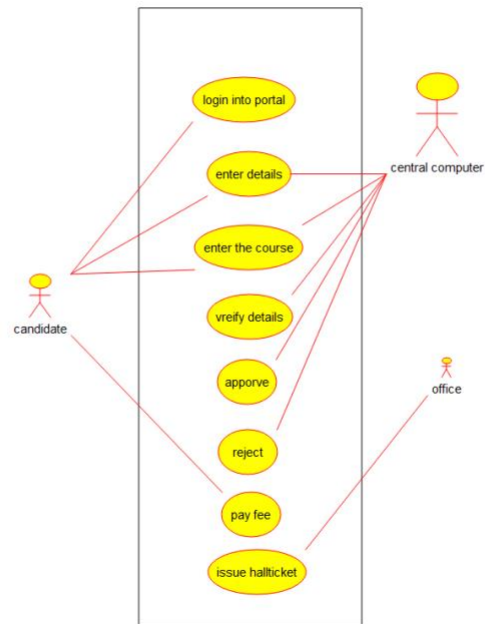 login into portal
central computer
enter details
enter the course
vreify details
candidate
apporve
office
reject
pay fee
issue hallticket